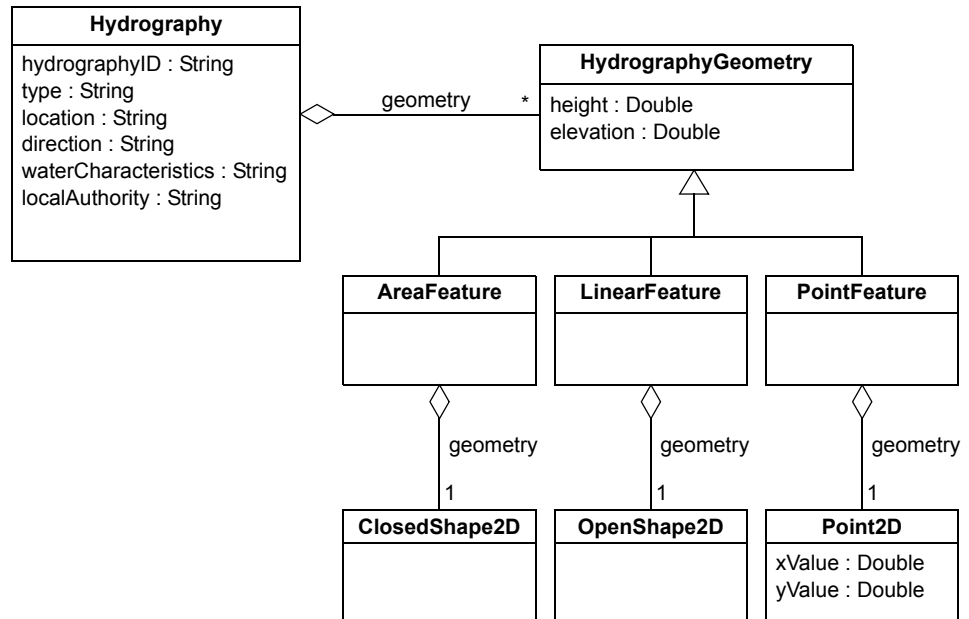 Hydrography
hydrographyID : String
type : String
location : String
direction : String
waterCharacteristics : String
localAuthority : String
geometry
*
HydrographyGeometry
height : Double
elevation : Double
AreaFeature
LinearFeature
PointFeature
geometry
geometry
geometry
1
1
1
ClosedShape2D
OpenShape2D
Point2D
xValue : Double
yValue : Double